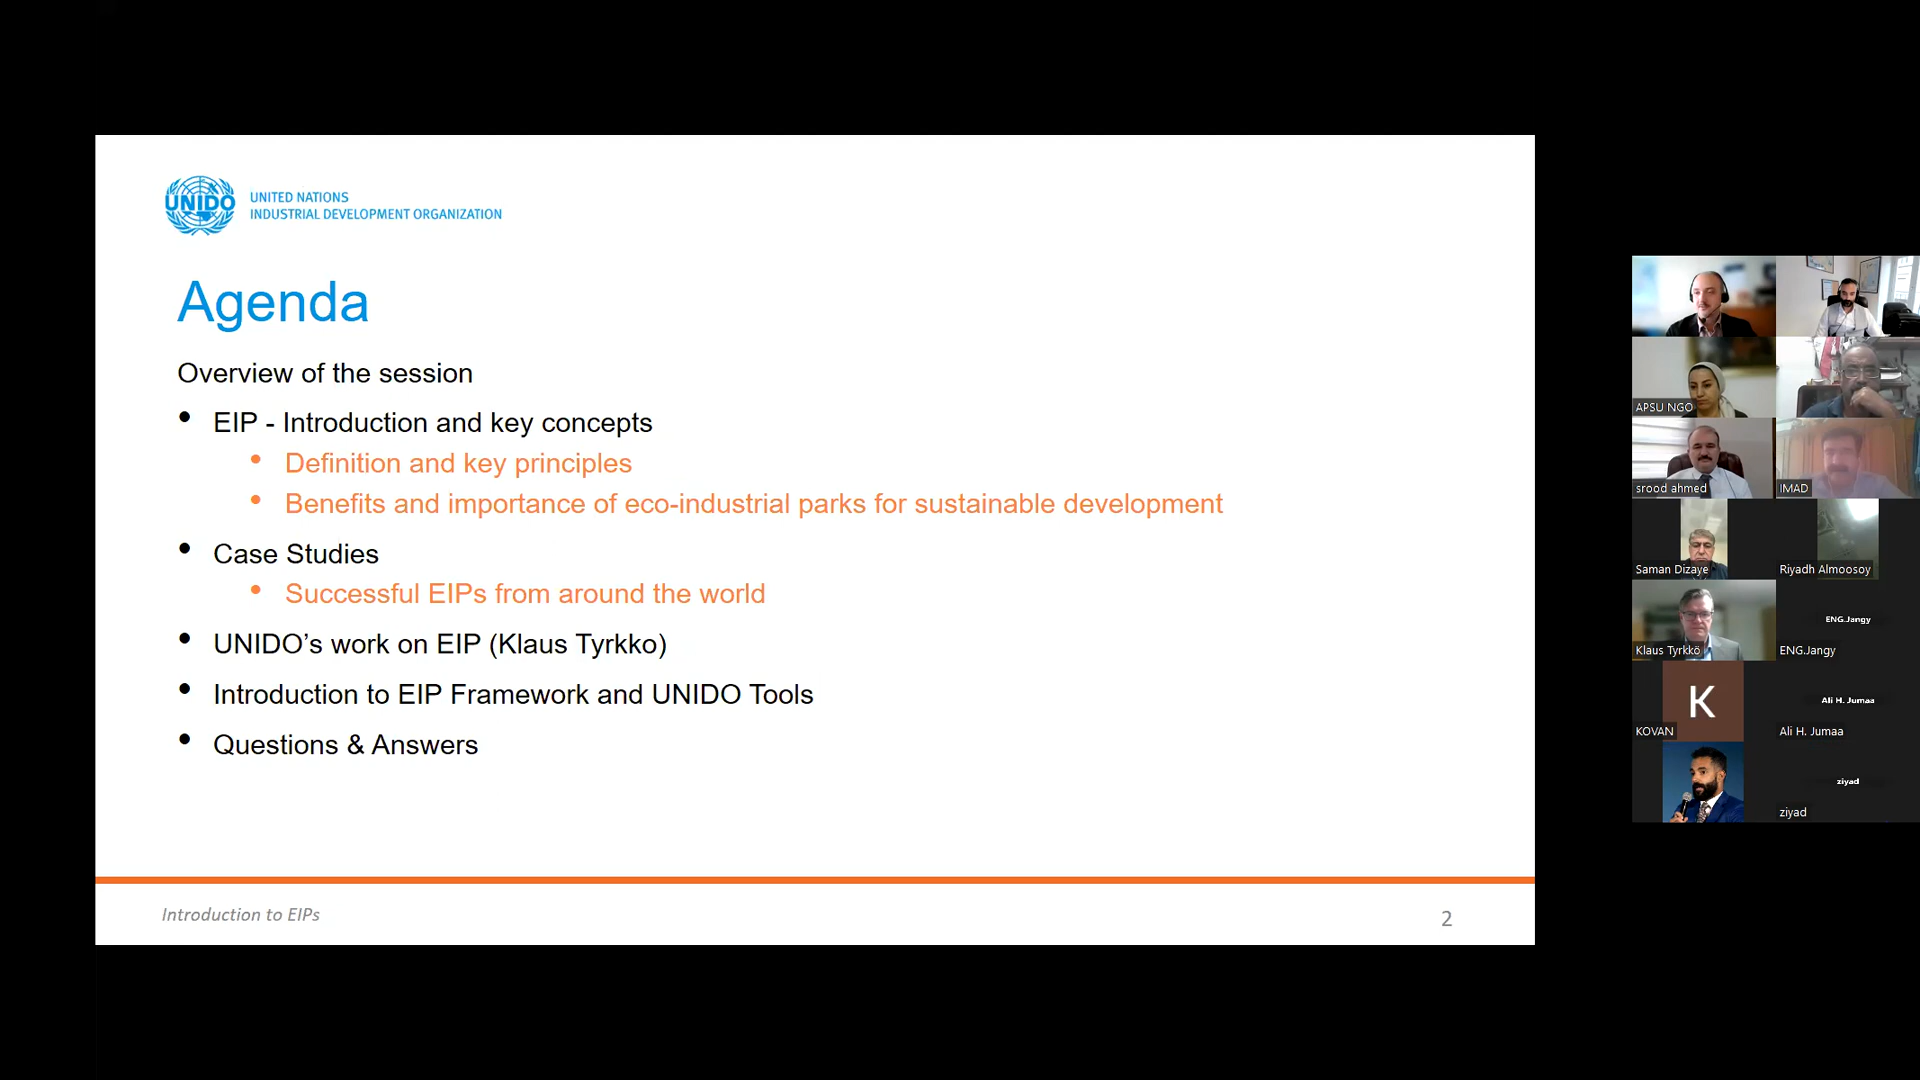 UNIDO
UNITED NATIONS
INDUSTRIAL DEVELOPMENT ORGANIZATION
Agenda
Overview of the session
• EIP - Introduction and key concepts
• Definition and key principles
• Benefits and importance of eco-industrial parks for sustainable development
• Case Studies
• Successful EIPs from around the world
• UNIDO’s work on EIP (Klaus Tyrkko)
• Introduction to EIP Framework and UNIDO Tools
• Questions & Answers
Introduction to EIPs
2
APSU NGO
srood ahmed
IMAD
Saman Dizaye
Riyadh Almoosoy
Klaus Tyrkkö
ENG.Jangy
ENG.Jangy
K
KOVAN
Ali H. Jumaa
Ali H. Jumaa
ziyad
ziyad